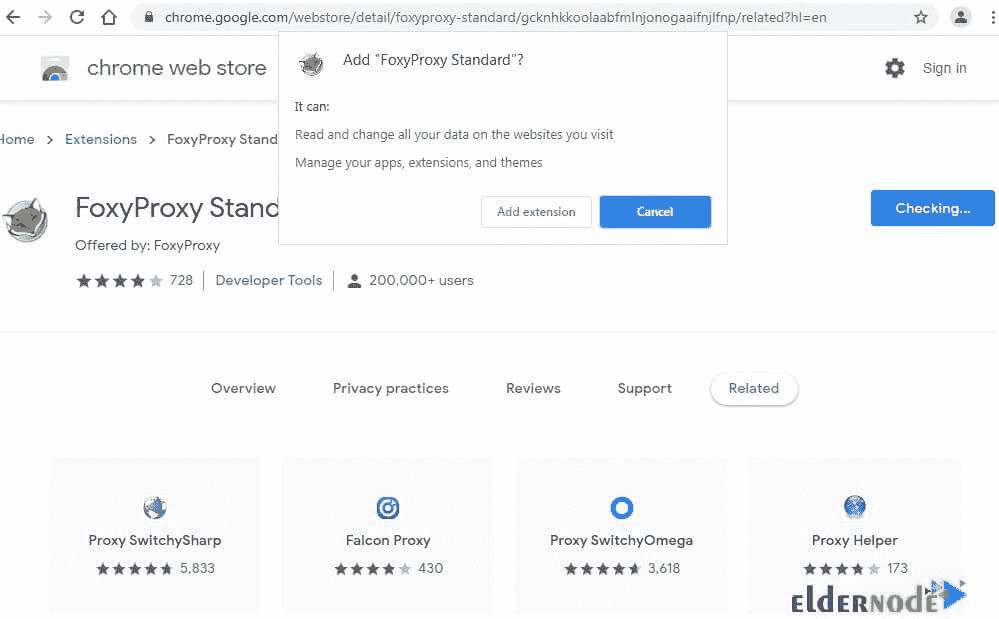 chrome.google.com/webstore/detail/foxyproxy-standard/gcknhkkoolaabfmlnjonogaaifnjlfnp/related?hl=en
Add "FoxyProxy Standard"?
chrome web store
Sign in
It can:
Read and change all your data on the websites you visit
Manage your apps, extensions, and themes
Home > Extensions > FoxyProxy Stand
Add extension
Cancel
FoxyProxy Stand
Checking...
Offered by: FoxyProxy
728
Developer Tools
200,000+ users
Overview
Privacy practices
Reviews
Support
Related
Proxy SwitchySharp
5,833
Falcon Proxy
430
Proxy SwitchyOmega
3,618
Proxy Helper
173
eldernode